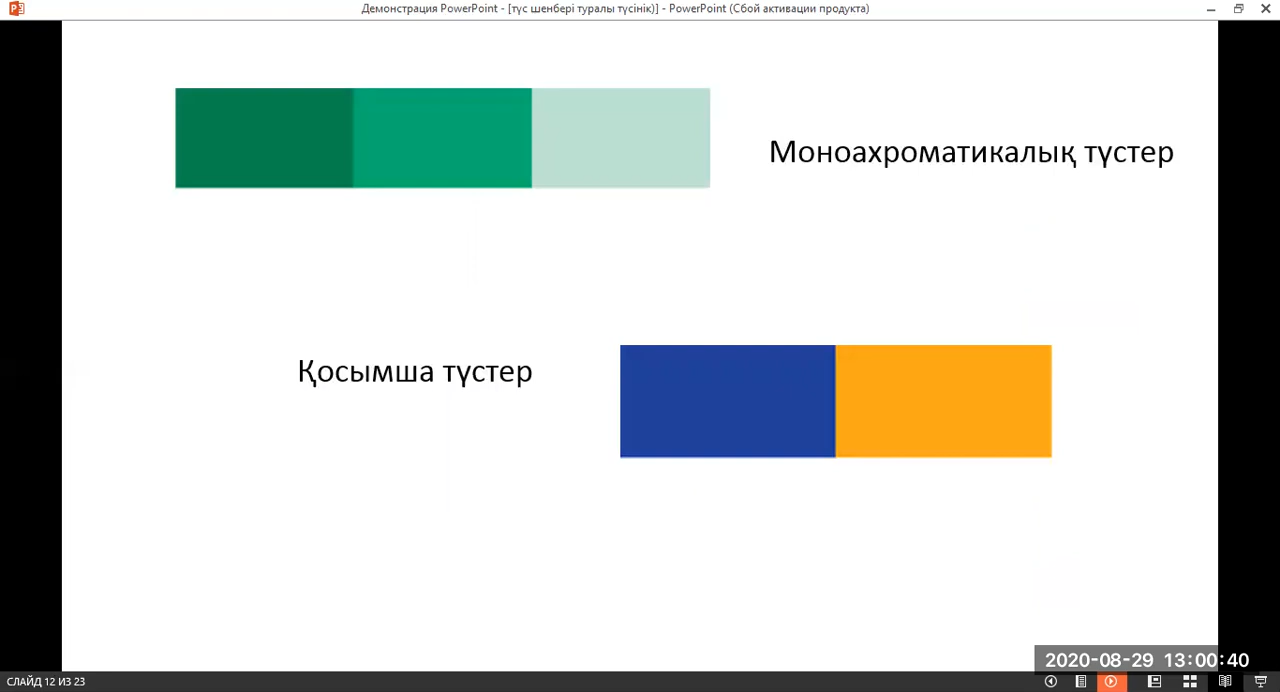 Демонстрация PowerPoint - [түс шенбері туралы түсінік)] - PowerPoint (Сбой активации продукта)
Моноахроматикалық түстер
Қосымша түстер
2020-08-29 13:00:40
СЛАЙД 12 ИЗ 23